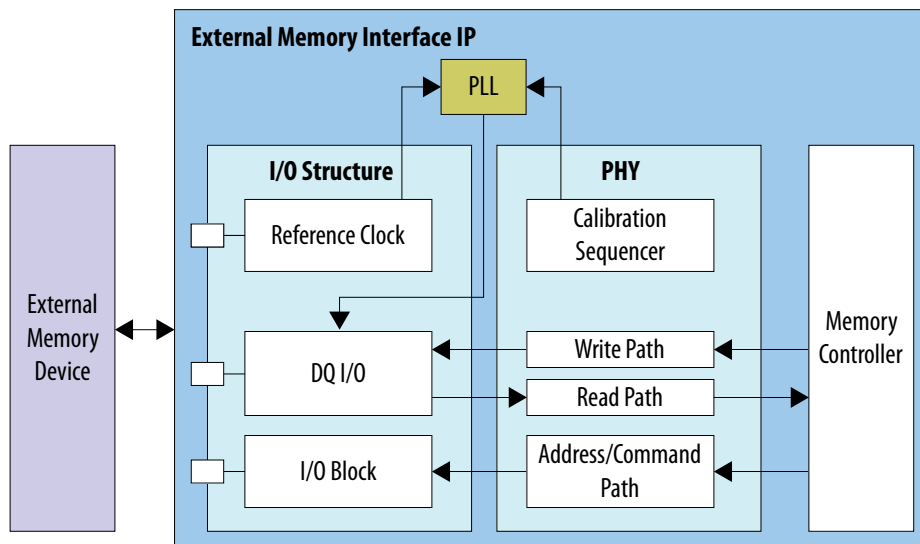 External Memory Interface IP
PLL
I/O Structure
PHY
Reference Clock
Calibration
Sequencer
External
Memory
Device
DQ I/O
Write Path
Read Path
Memory
Controller
I/O Block
Address/Command
Path